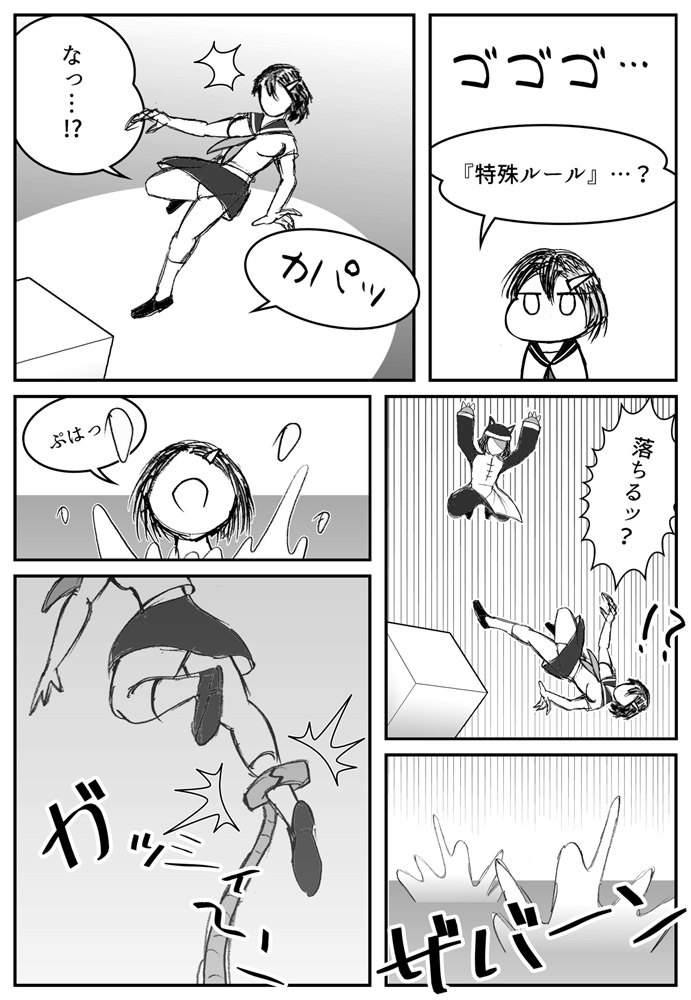 ゴゴゴ…
『特殊ルール』…？
なっ…!?
カパッ
落ちるッ？
!?
ザバーン
ぷはっ
ガッシィ～ン